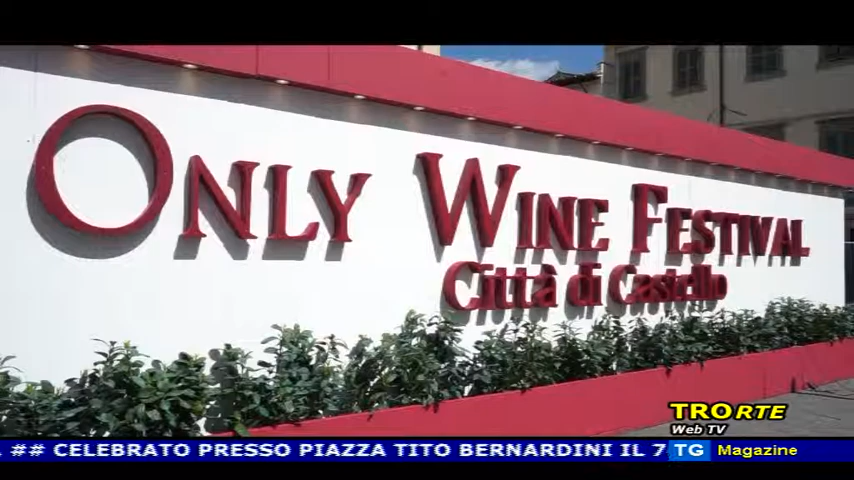 ONLY WINE FESTIVAL
Città di Castello
TRORTE
Web TV
## CELEBRATO PRESSO PIAZZA TITO BERNARDINI IL 7
TG Magazine